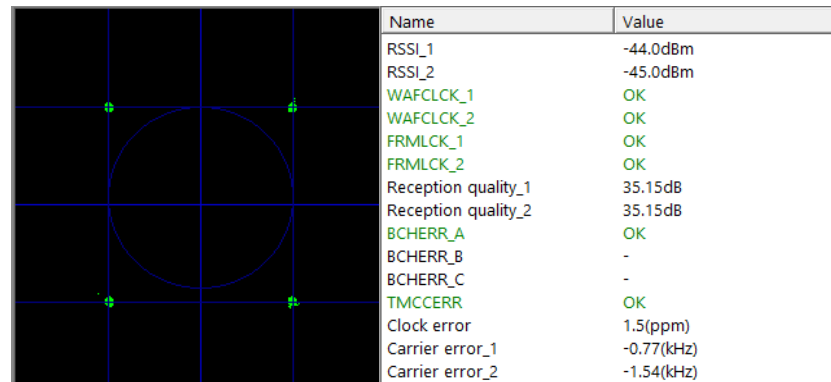 Name Value
RSSI_1 -44.0dBm
RSSI_2 -45.0dBm
WAFCLCK_1 OK
WAFCLCK_2 OK
FRMLCK_1 OK
FRMLCK_2 OK
Reception quality_1 35.15dB
Reception quality_2 35.15dB
BCHERR_A OK
BCHERR_B -
BCHERR_C -
TMCCERR OK
Clock error 1.5(ppm)
Carrier error_1 -0.77(kHz)
Carrier error_2 -1.54(kHz)